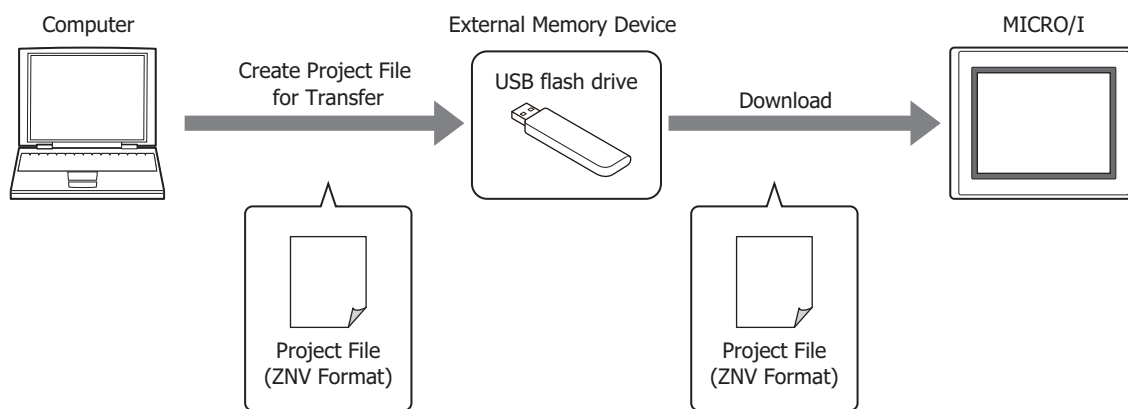 Computer
External Memory Device
MICRO/I
Create Project File
for Transfer
USB flash drive
Download
Project File
(ZNV Format)
Project File
(ZNV Format)